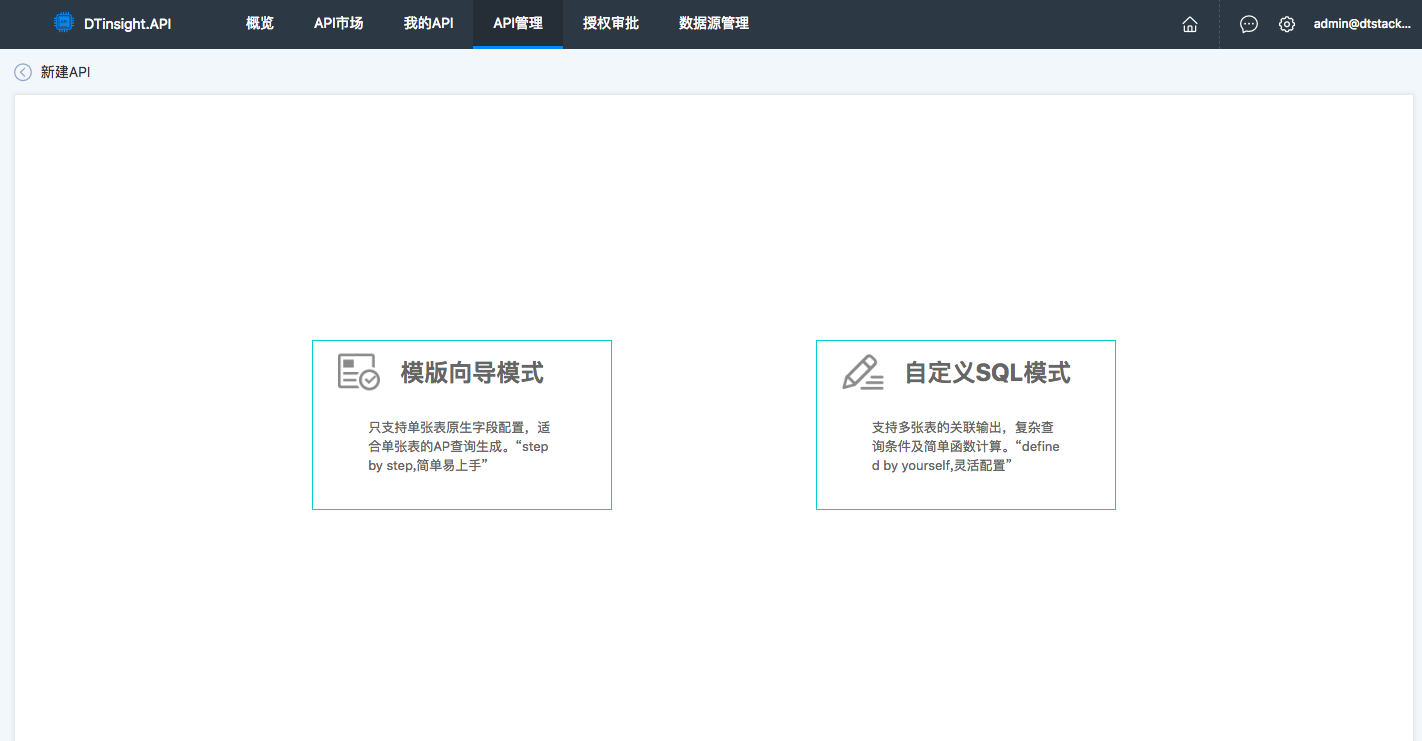 DTinsight.API 概览 API市场 我的API API管理 授权审批 数据源管理 admin@dtstack...
新建API
模版向导模式
只支持单张表原生字段配置，适
合单张表的AP查询生成。“step
by step,简单易上手”
自定义SQL模式
支持多张表的关联输出，复杂查
询条件及简单函数计算。“define
d by yourself,灵活配置”